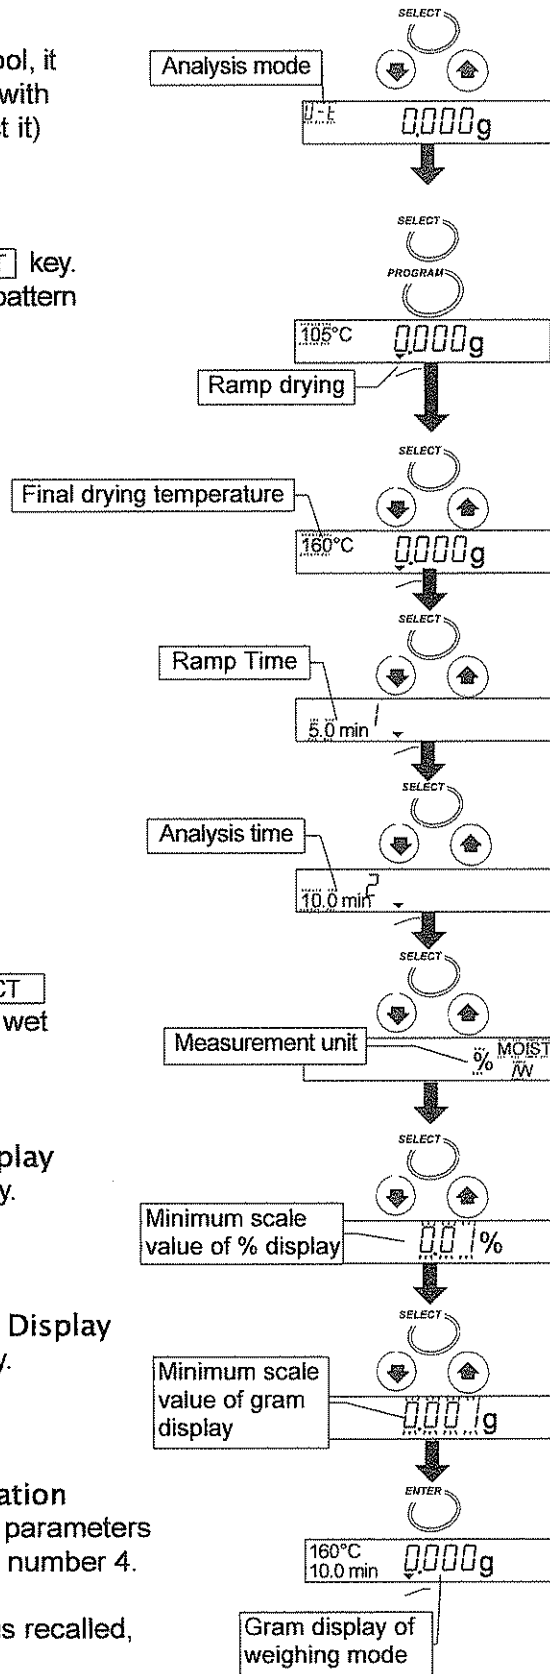 SELECT
ool, it
with
t it)
Analysis mode
U-t 0.000g
SELECT
key.
pattern
PROGRAM
105°C 0.000g
Ramp drying
SELECT
Final drying temperature
160°C 0.000g
SELECT
Ramp Time
5.0 min 1
SELECT
Analysis time
10.0 min 2
SELECT
CT
wet
Measurement unit
% MOIST
/W
SELECT
play
y.
Minimum scale
value of % display
0.01%
SELECT
Display
y.
Minimum scale
value of gram
display
0.001g
ENTER
ation
parameters
number 4.
160°C
10.0 min 0.000g
s recalled,
Gram display of
weighing mode